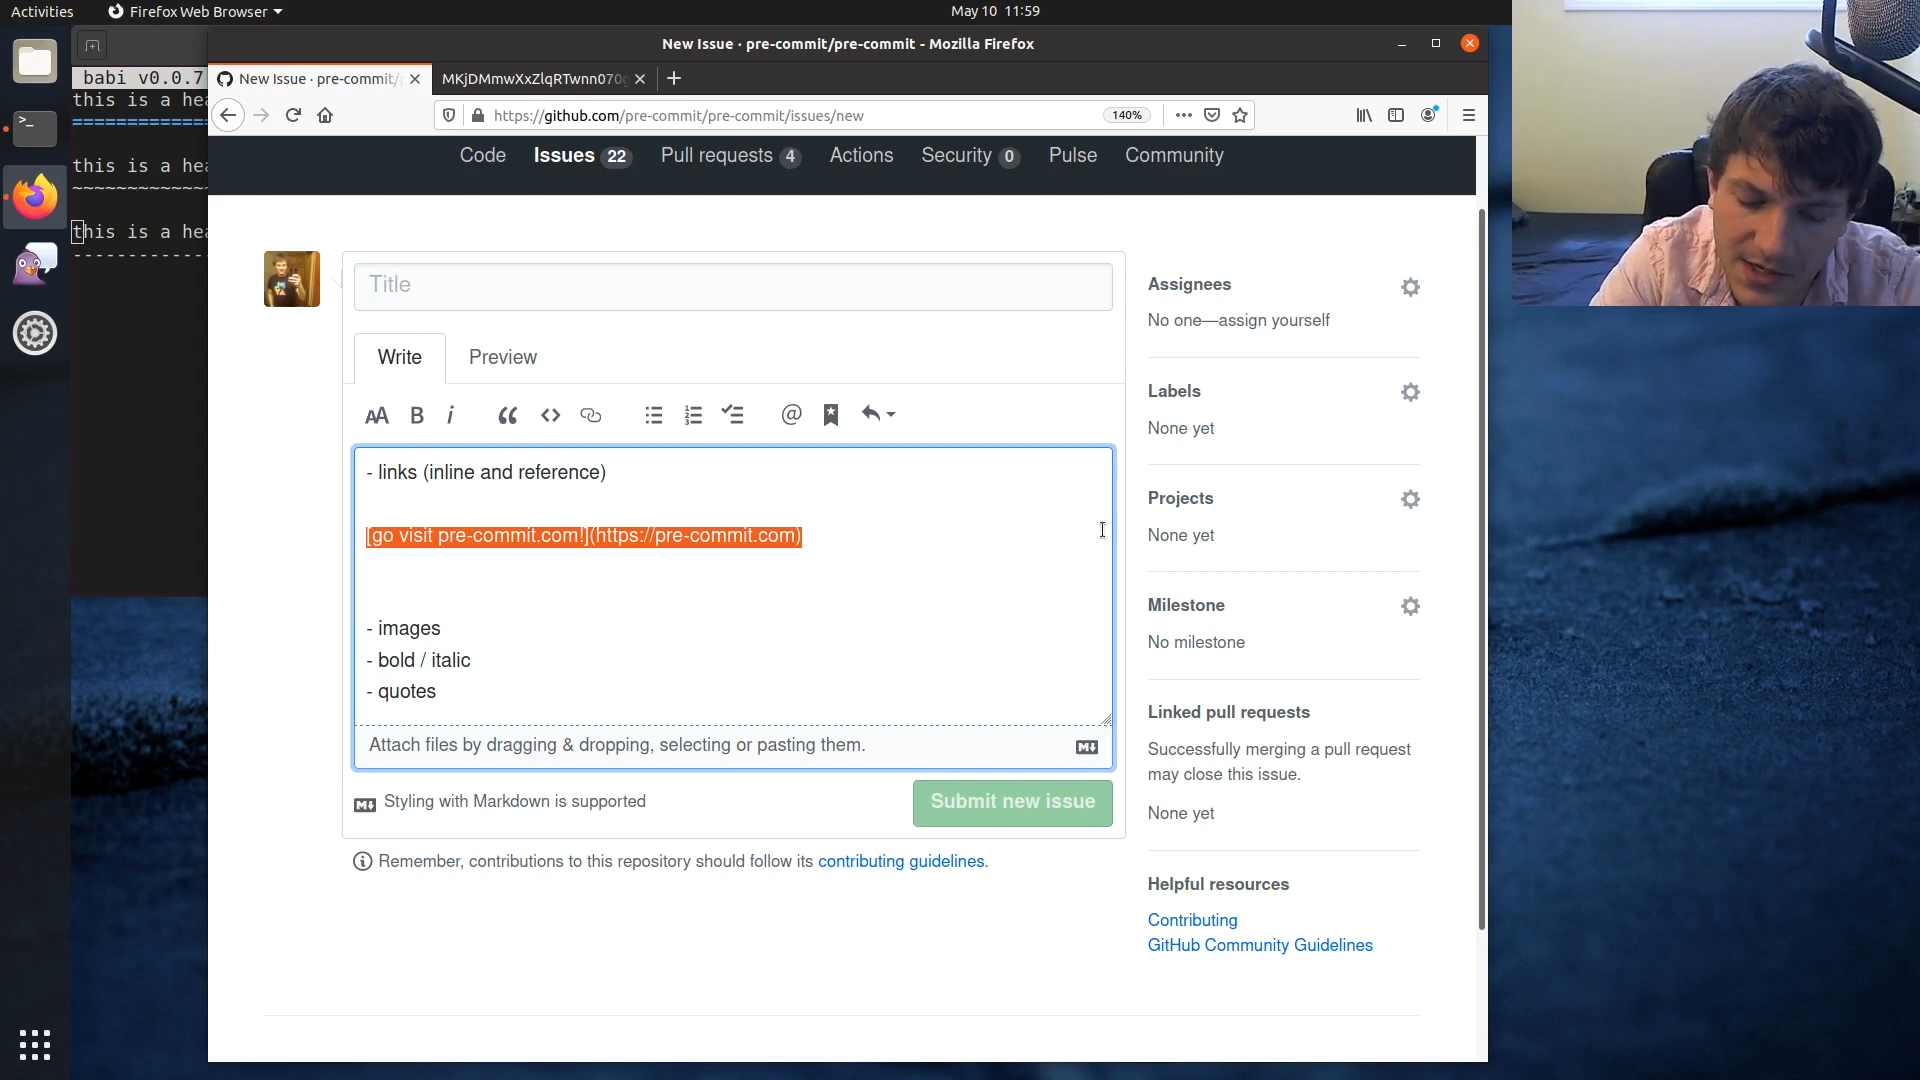 Activities
Firefox Web Browser
May 10 11:59
New Issue · pre-commit/pre-commit - Mozilla Firefox
babi v0.0.7
New Issue · pre-commit/
this is a hea
====
https://github.com/pre-commit/pre-commit/issues/new
140%
this is a hea
~~~~~~~~~~~~
this is a hea
------------
Code
Issues 22
Pull requests 4
Actions
Security 0
Pulse
Community
Title
Write
Preview
AA B i
@
- links (inline and reference)
[go visit pre-commit.com!](https://pre-commit.com)
- images
- bold / italic
- quotes
Attach files by dragging & dropping, selecting or pasting them.
Styling with Markdown is supported
Submit new issue
Remember, contributions to this repository should follow its contributing guidelines.
Assignees
No one—assign yourself
Labels
None yet
Projects
None yet
Milestone
No milestone
Linked pull requests
Successfully merging a pull request
may close this issue.
None yet
Helpful resources
Contributing
GitHub Community Guidelines